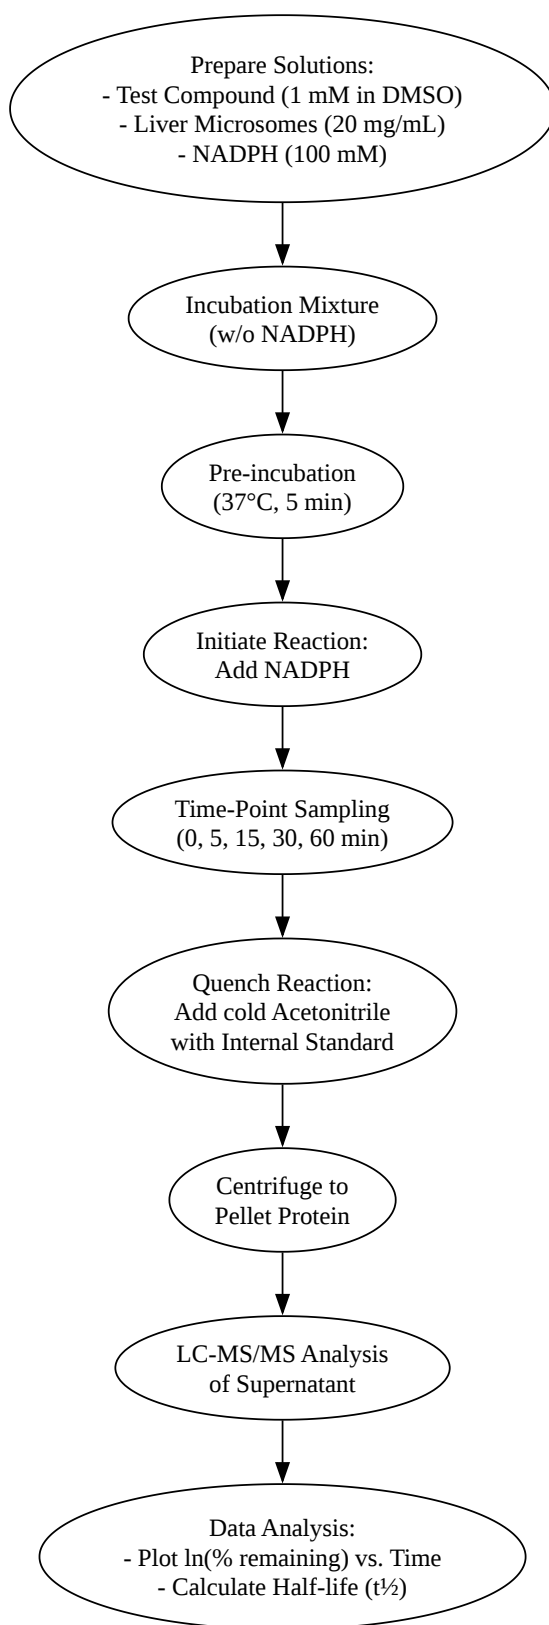 Prepare Solutions:
- Test Compound (1 mM in DMSO)
- Liver Microsomes (20 mg/mL)
- NADPH (100 mM)
Incubation Mixture
(w/o NADPH)
Pre-incubation
(37°C, 5 min)
Initiate Reaction:
Add NADPH
Time-Point Sampling
(0, 5, 15, 30, 60 min)
Quench Reaction:
Add cold Acetonitrile
with Internal Standard
Centrifuge to
Pellet Protein
LC-MS/MS Analysis
of Supernatant
Data Analysis:
- Plot ln(% remaining) vs. Time
- Calculate Half-life (t½)